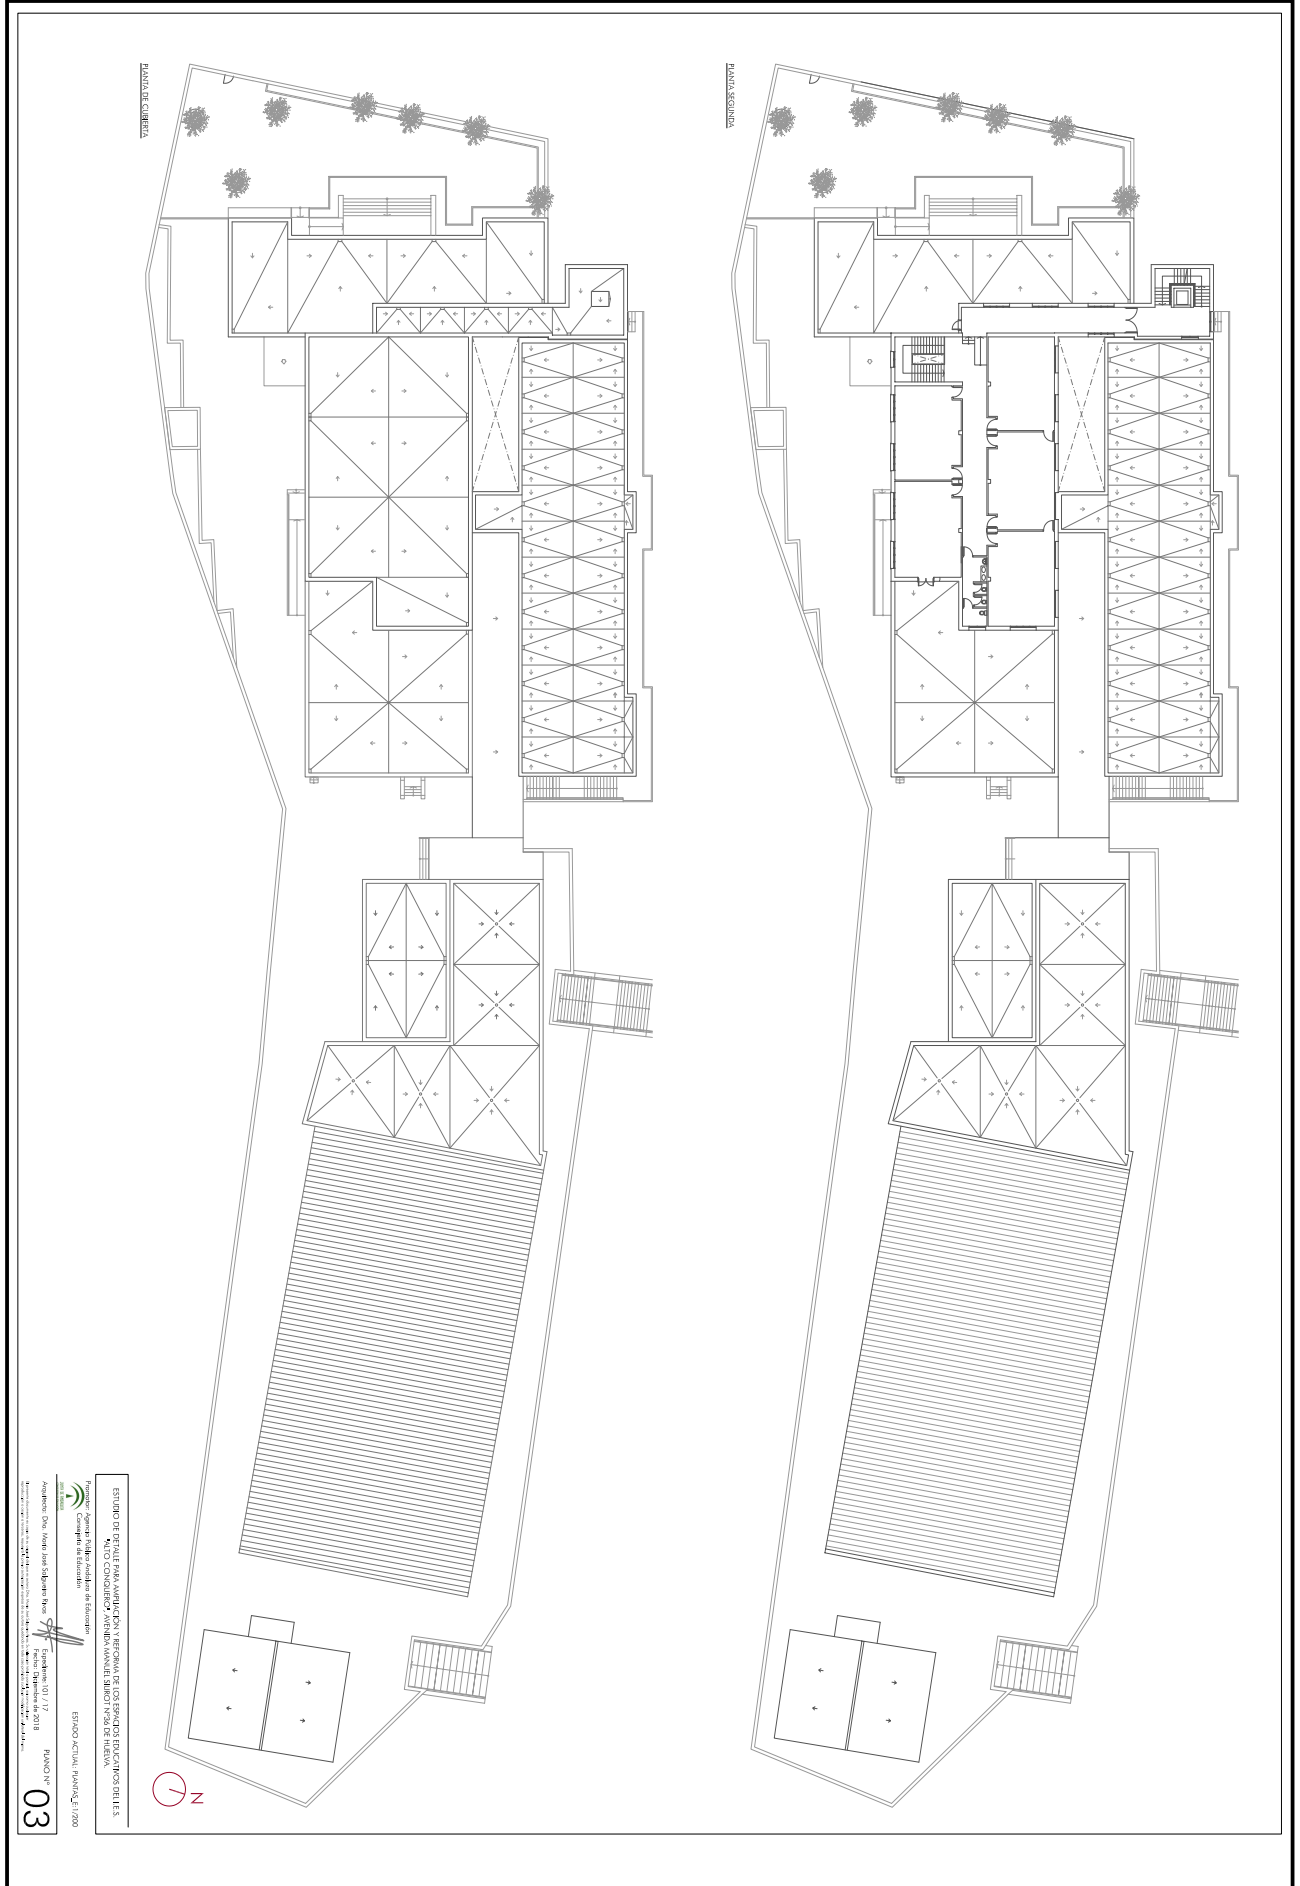 PLANTA DE CUBIERTA
PLANTA SEGUNDA
ESTUDIO DE DETALLE PARA AMPLIACIÓN Y REFORMA DE LOS ESPACIOS EDUCATIVOS DEL I.E.S.
"ALTO CONQUERO", AVENIDA MANUEL SIUROT Nº36 DE HUELVA.
Promotor: Agencia Pública Andaluza de Educación
Consejería de Educación
ESTADO ACTUAL: PLANTAS_E:1/200
Arquitecto: Dña. María José Salguero Rivas
Expediente:101 / 17
Fecha: Diciembre de 2018
PLANO Nº
03
N